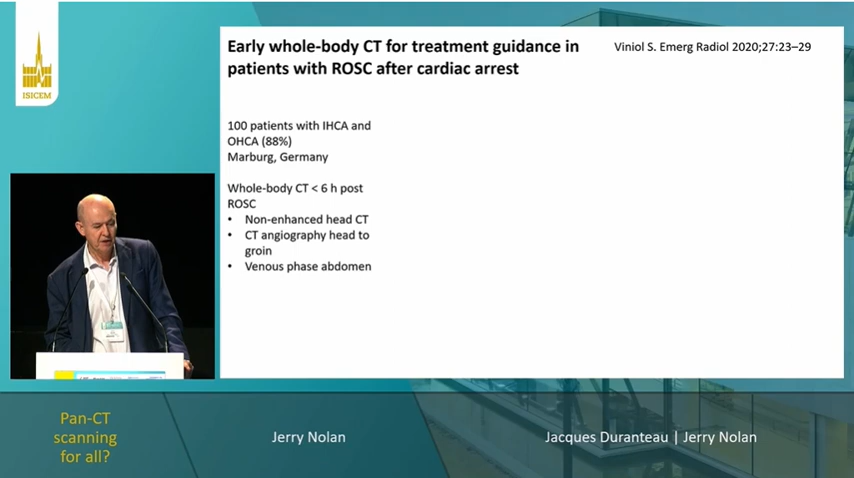 ISICEM
Early whole-body CT for treatment guidance in
patients with ROSC after cardiac arrest
Viniol S. Emerg Radiol 2020;27:23–29
100 patients with IHCA and
OHCA (88%)
Marburg, Germany
Whole-body CT < 6 h post
ROSC
• Non-enhanced head CT
• CT angiography head to
groin
• Venous phase abdomen
Pan-CT
scanning
for all?
Jerry Nolan
Jacques Duranteau | Jerry Nolan